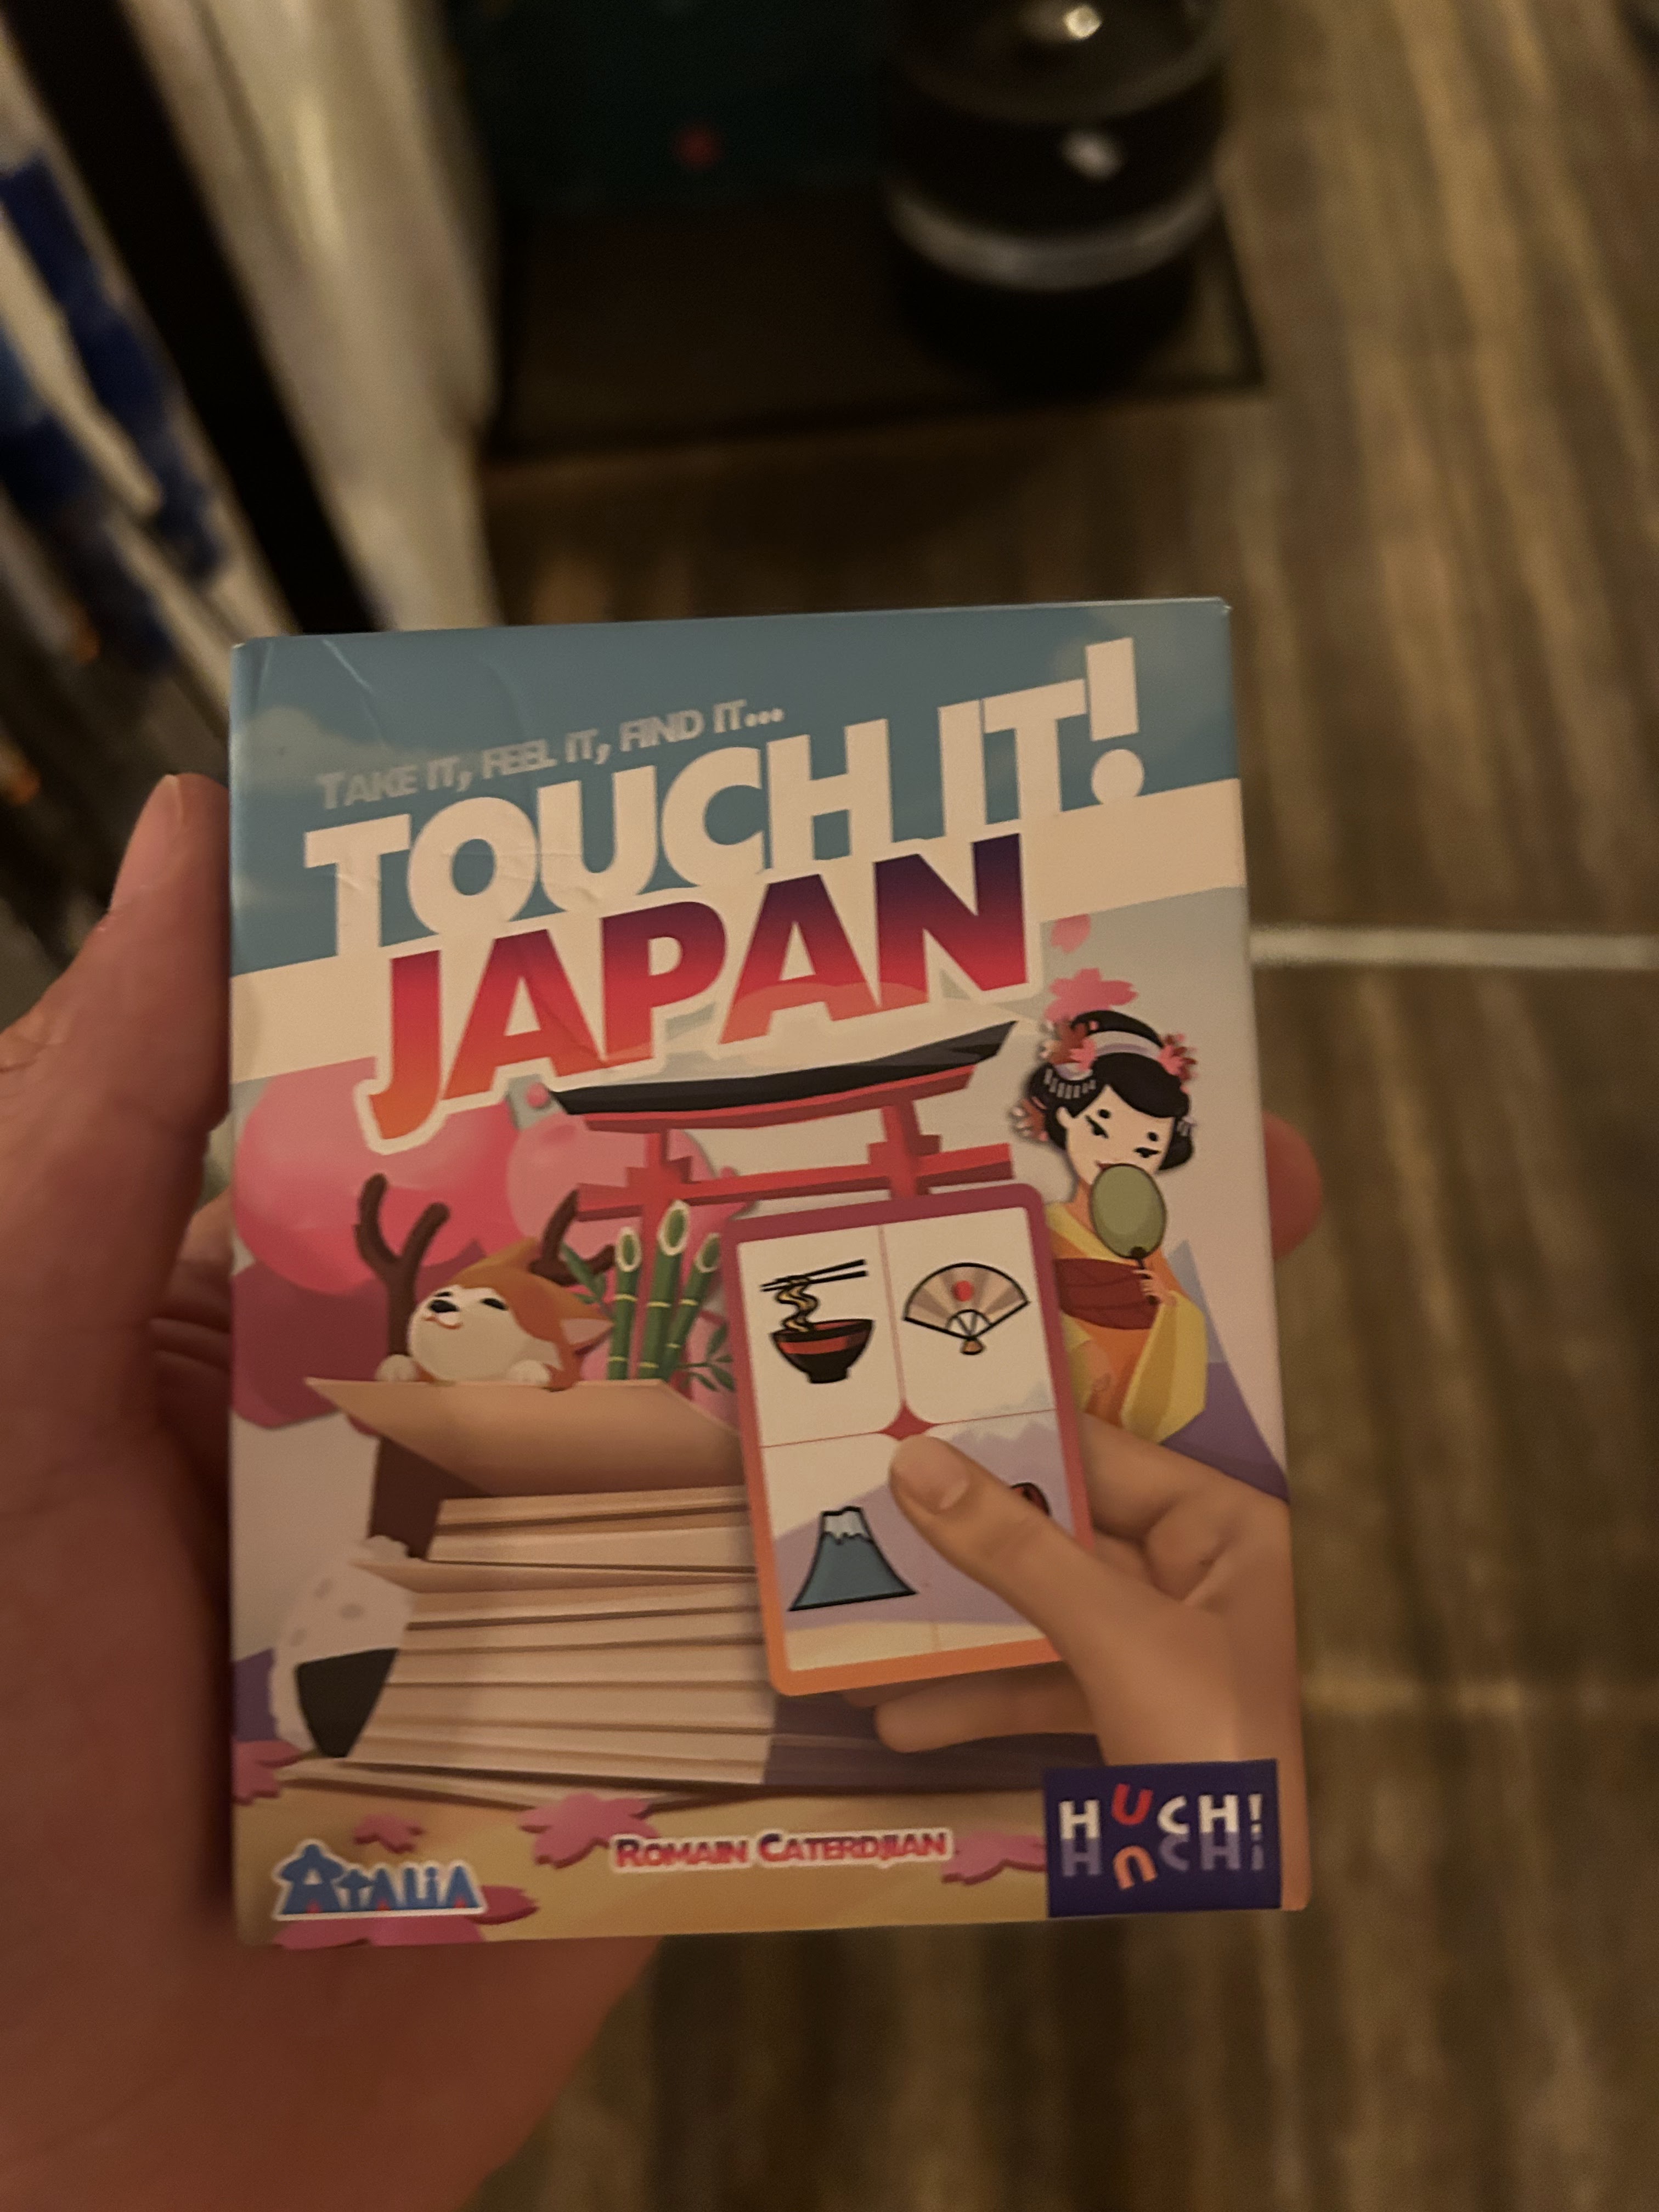 TAKE IT, FEEL IT, FIND IT...
TOUCH IT!
JAPAN
ROMAIN CATERDJIAN
ATALIA
HUCH!